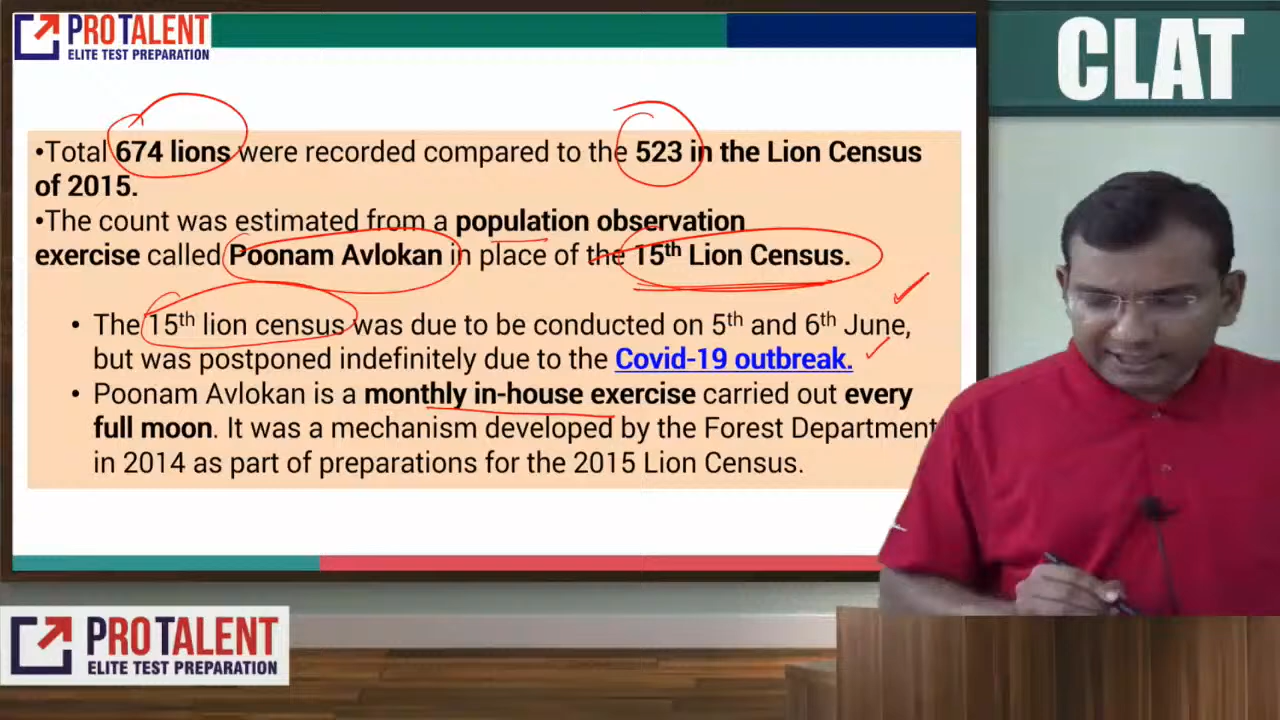 PROTALENT
ELITE TEST PREPARATION
CLAT
•Total 674 lions were recorded compared to the 523 in the Lion Census
of 2015.
•The count was estimated from a population observation
exercise called Poonam Avlokan in place of the 15th Lion Census.
• The 15th lion census was due to be conducted on 5th and 6th June,
but was postponed indefinitely due to the Covid-19 outbreak.
• Poonam Avlokan is a monthly in-house exercise carried out every
full moon. It was a mechanism developed by the Forest Department
in 2014 as part of preparations for the 2015 Lion Census.
PROTALENT
ELITE TEST PREPARATION